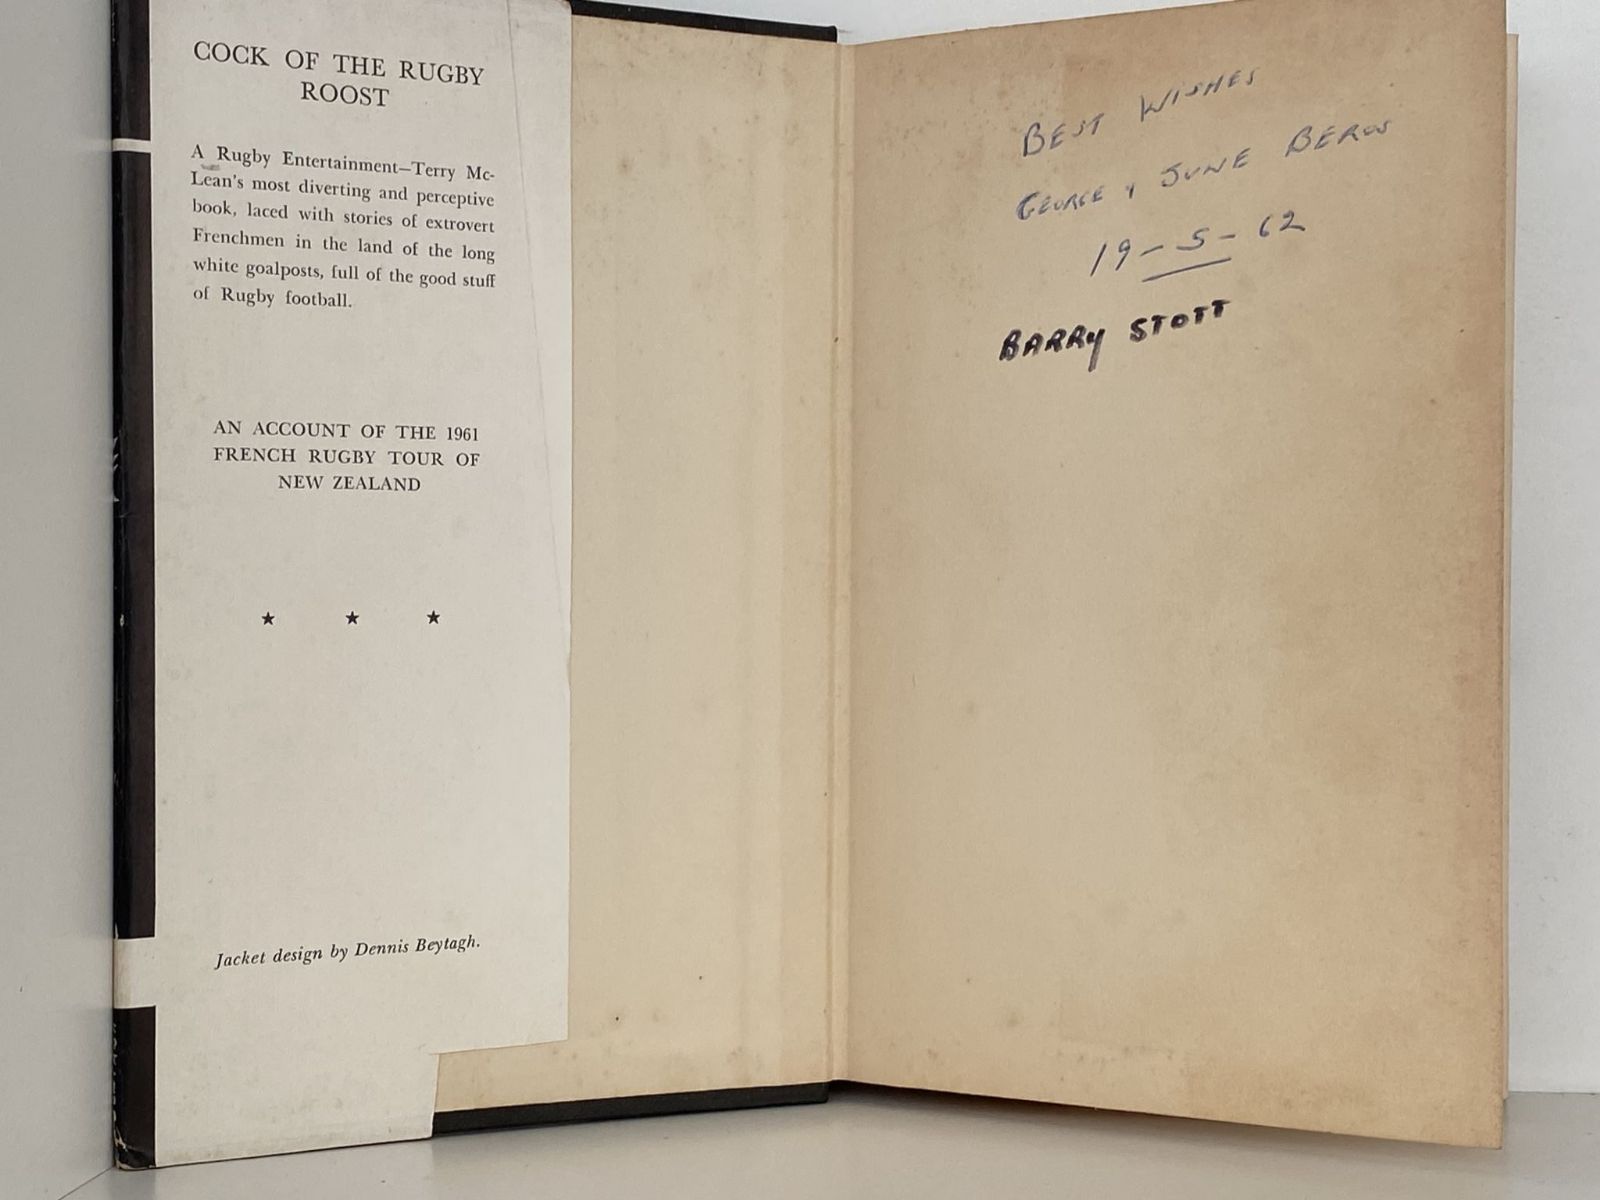 COCK OF THE RUGBY
ROOST
A Rugby Entertainment—Terry Mc-
Lean's most diverting and perceptive
book, laced with stories of extrovert
Frenchmen in the land of the long
white goalposts, full of the good stuff
of Rugby football.
AN ACCOUNT OF THE 1961
FRENCH RUGBY TOUR OF
NEW ZEALAND
★ ★ ★
Jacket design by Dennis Beytagh.
BEST WISHES
GEORGE & JUNE BEROS
19-5-62
BARRy STOTT